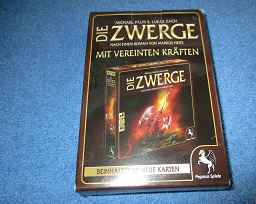 MICHAEL PALM & LUKAS ZACH
DIE ZWERGE
NACH EINEM ROMAN VON MARKUS HEITZ
MIT VEREINTEN KRÄFTEN
DIE ZWERGE
BEINHALTET NEUE KARTEN
Pegasus Spiele